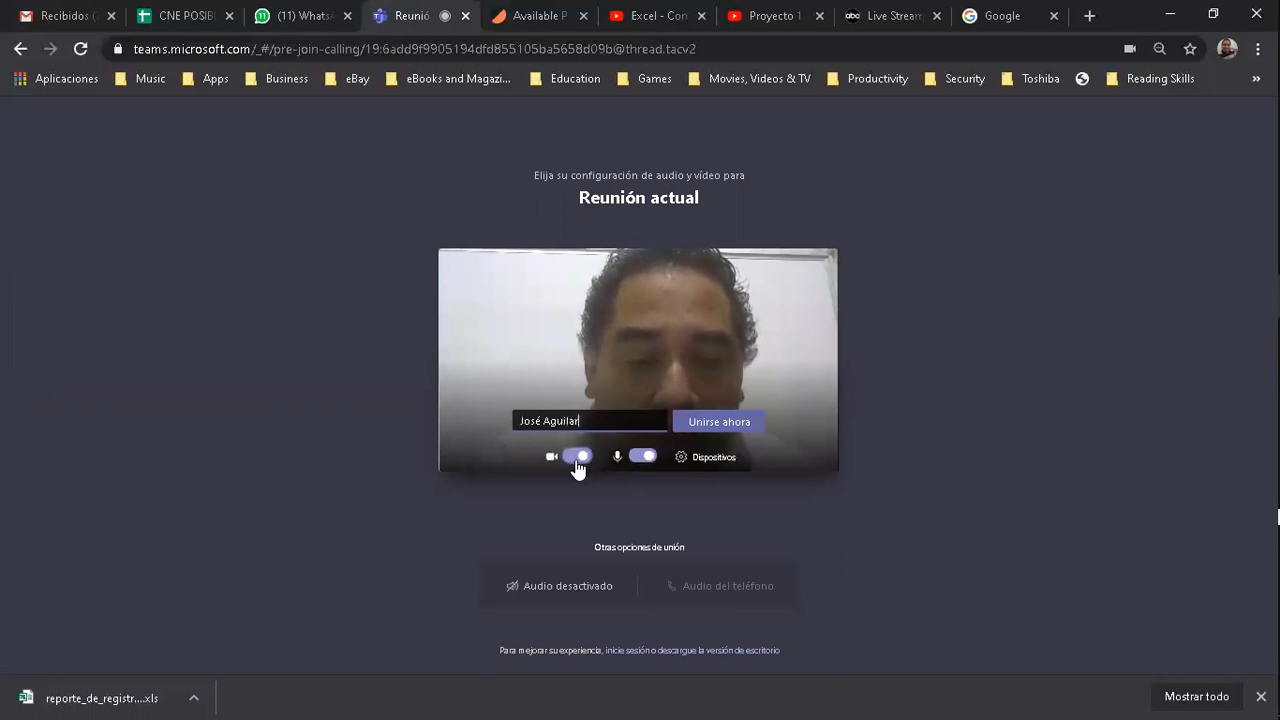 Recibidos (
CNE POSIBI
(11) Whats
Reunió
Available P
Excel - Con
Proyecto 1
Live Stream
Google
teams.microsoft.com/_#/pre-join-calling/19:6add9f9905194dfd855105ba5658d09b@thread.tacv2
Aplicaciones
Music
Apps
Business
eBay
eBooks and Magazi...
Education
Games
Movies, Videos & TV
Productivity
Security
Toshiba
Reading Skills
Elija su configuración de audio y vídeo para
Reunión actual
José Aguilar
Unirse ahora
Dispositivos
Otras opciones de unión
Audio desactivado
Audio del teléfono
Para mejorar su experiencia, inicie sesión o descargue la versión de escritorio
reporte_de_registr....xls
Mostrar todo